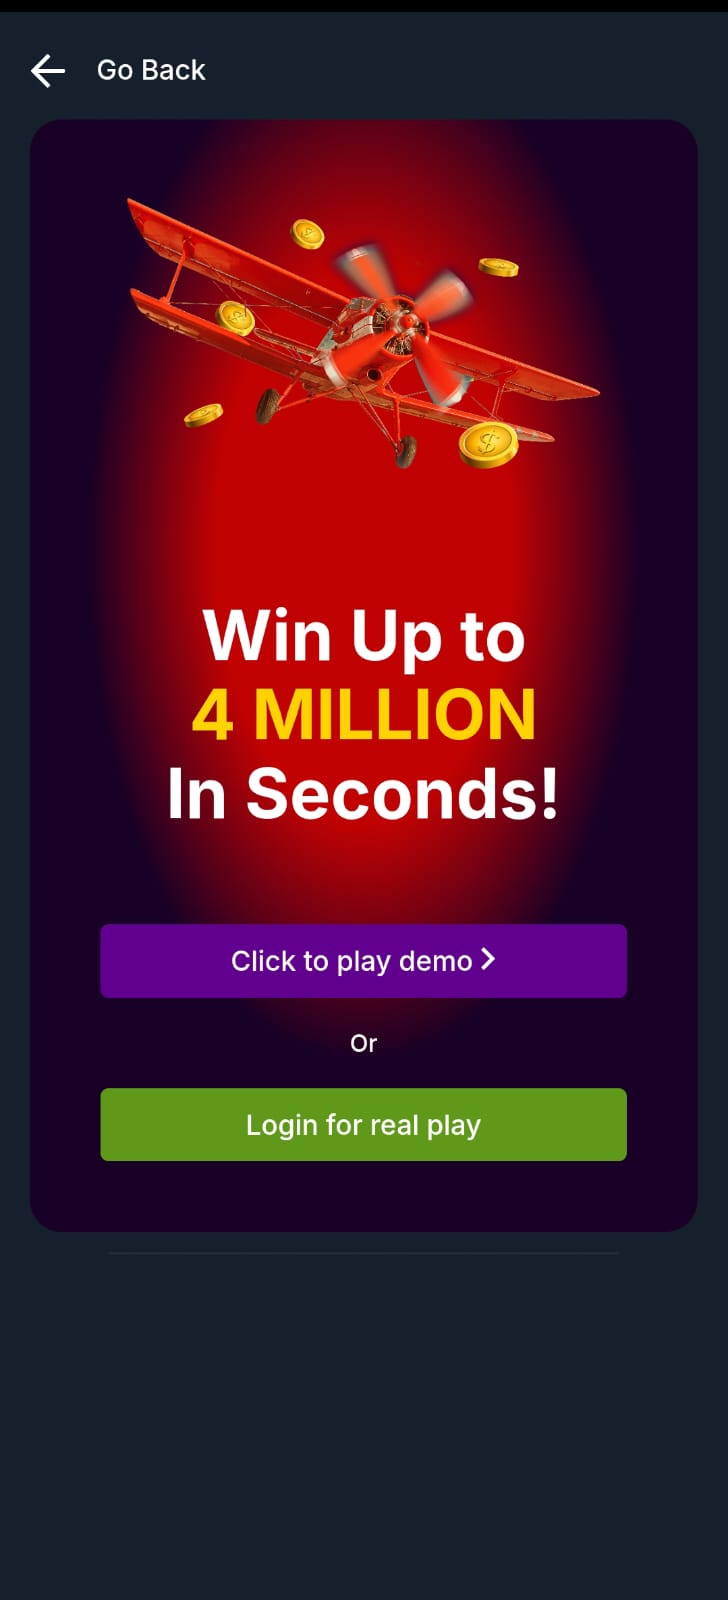 Go Back
Win Up to
4 MILLION
In Seconds!
Click to play demo
Or
Login for real play